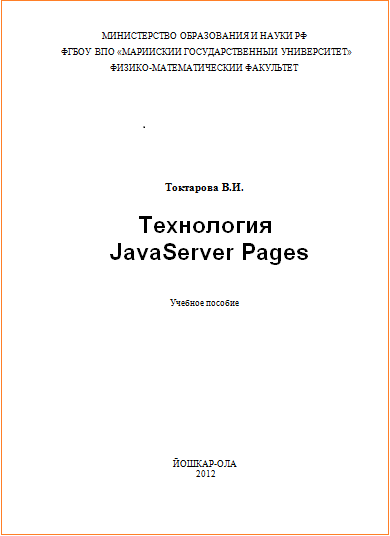 МИНИСТЕРСТВО ОБРАЗОВАНИЯ И НАУКИ РФ
ФГБОУ ВПО «МАРИЙСКИЙ ГОСУДАРСТВЕННЫЙ УНИВЕРСИТЕТ»
ФИЗИКО-МАТЕМАТИЧЕСКИЙ ФАКУЛЬТЕТ
.
Токтарова В.И.
Технология
JavaServer Pages
Учебное пособие
ЙОШКАР-ОЛА
2012